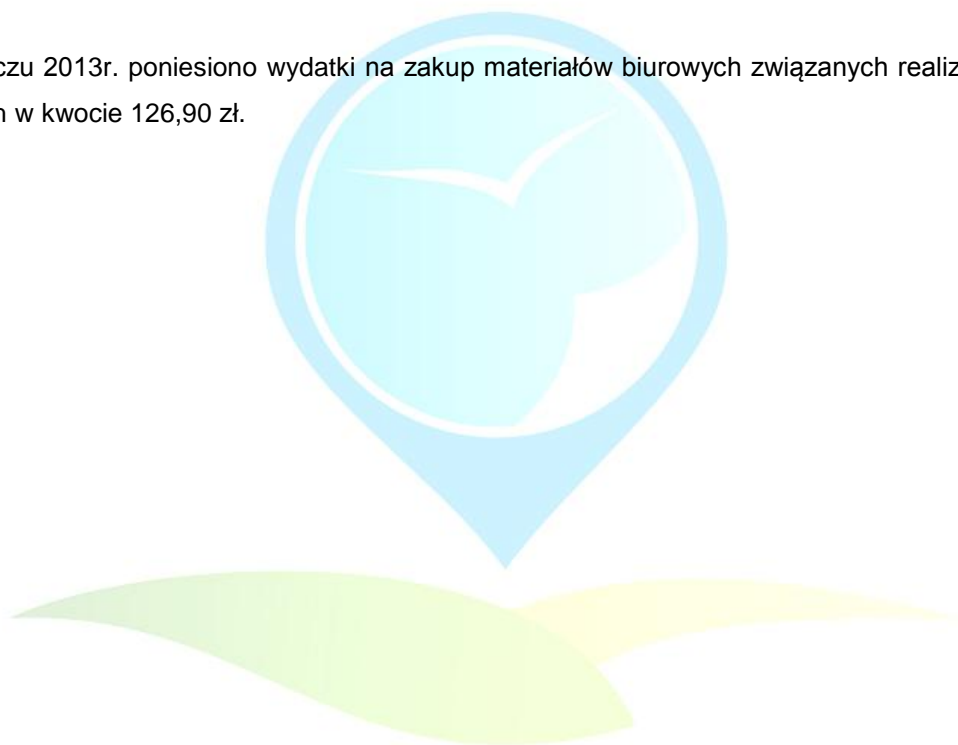 czu 2013r. poniesiono wydatki na zakup materiałów biurowych związanych realiz
w kwocie 126,90 zł.